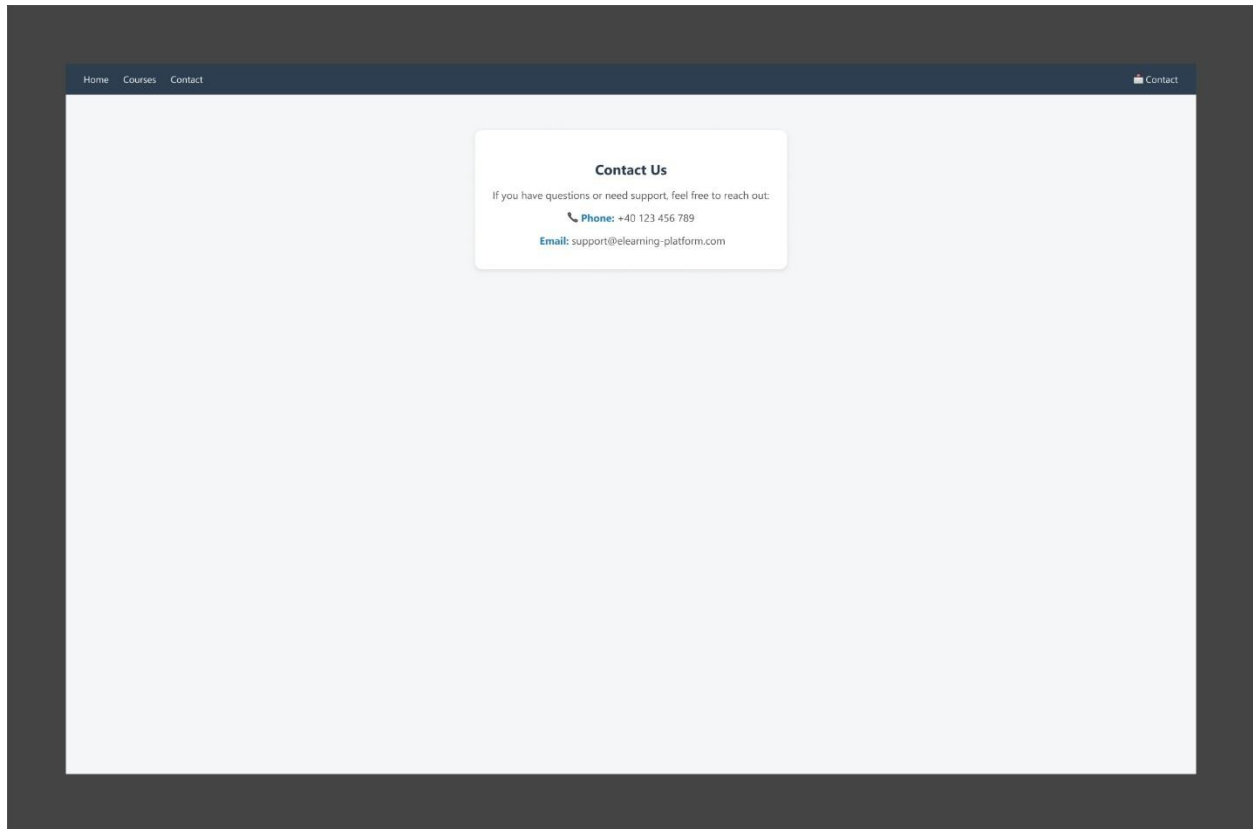 Home Courses Contact
Contact
Contact Us
If you have questions or need support, feel free to reach out:
Phone: +40 123 456 789
Email: support@elearning-platform.com